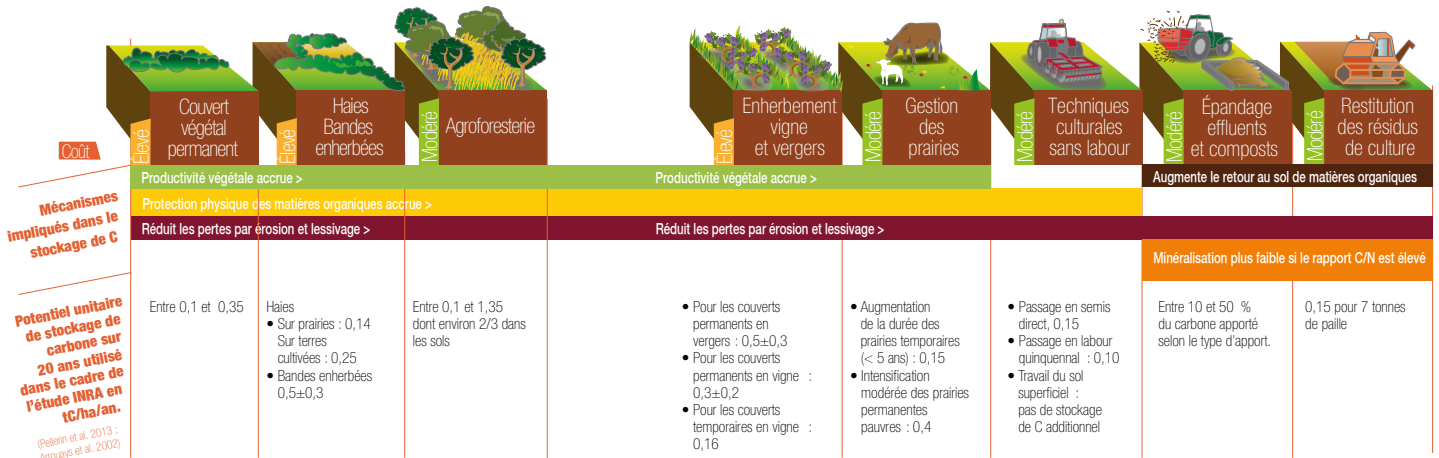 Coût
Élevé
Couvert
végétal
permanent
Élevé
Haies
Bandes
enherbées
Modéré
Agroforesterie
Élevé
Enherbement
vigne
et vergers
Modéré
Gestion
des
prairies
Modéré
Techniques
culturales
sans labour
Modéré
Épandage
effluents
et composts
Modéré
Restitution
des résidus
de culture
Mécanismes
impliqués dans le
stockage de C
Productivité végétale accrue >
Productivité végétale accrue >
Augmente le retour au sol de matières organiques
Protection physique des matières organiques accrue >
Réduit les pertes par érosion et lessivage >
Réduit les pertes par érosion et lessivage >
Minéralisation plus faible si le rapport C/N est élevé
Potentiel unitaire
de stockage de
carbone sur
20 ans utilisé
dans le cadre de
l'étude INRA en
tC/ha/an.
(Pellerin et al. 2013 ;
Arrouays et al. 2002)
Entre 0,1 et 0,35
Haies
• Sur prairies : 0,14
Sur terres
cultivées : 0,25
• Bandes enherbées
0,5±0,3
Entre 0,1 et 1,35
dont environ 2/3 dans
les sols
• Pour les couverts
permanents en
vergers : 0,5±0,3
• Pour les couverts
permanents en vigne :
0,3±0,2
• Pour les couverts
temporaires en vigne :
0,16
• Augmentation
de la durée des
prairies temporaires
(< 5 ans) : 0,15
• Intensification
modérée des prairies
permanentes
pauvres : 0,4
• Passage en semis
direct, 0,15
• Passage en labour
quinquennal : 0,10
• Travail du sol
superficiel :
pas de stockage
de C additionnel
Entre 10 et 50 %
du carbone apporté
selon le type d'apport.
0,15 pour 7 tonnes
de paille